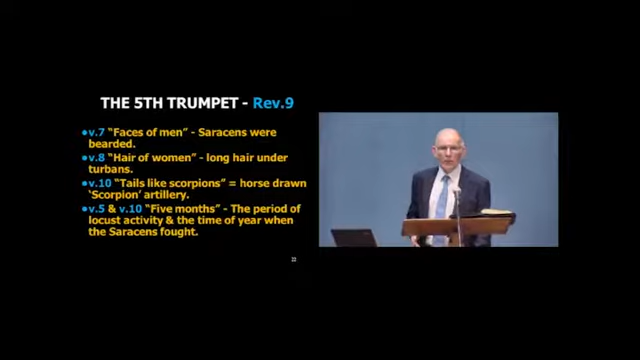 THE 5TH TRUMPET - Rev.9
•v.7 "Faces of men" - Saracens were
bearded.
•v.8 "Hair of women" - long hair under
turbans.
•v.10 "Tails like scorpions" = horse drawn
'Scorpion' artillery.
•v.5 & v.10 "Five months" - The period of
locust activity & the time of year when
the Saracens fought.
22